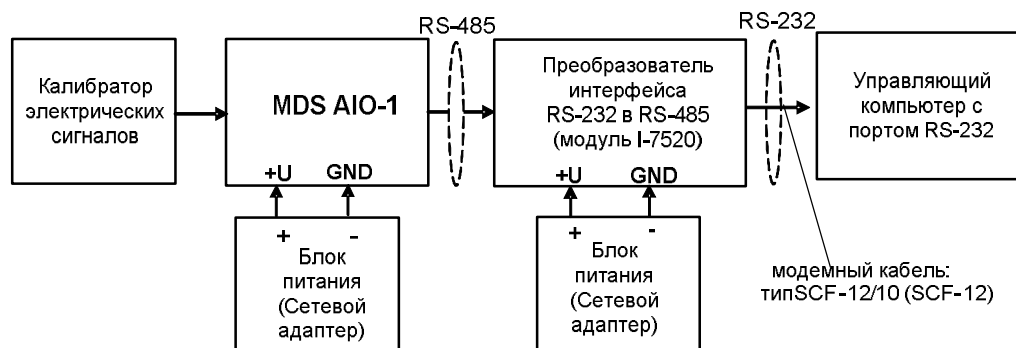 RS-485
RS-232
Калибратор
электрических
сигналов
MDS AIO-1
+U GND
Преобразователь
интерфейса
RS-232 в RS-485
(модуль I-7520)
+U GND
Управляющий
компьютер с
портом RS-232
+ -
Блок
питания
(Сетевой
адаптер)
+ -
Блок
питания
(Сетевой
адаптер)
модемный кабель:
типSCF-12/10 (SCF-12)